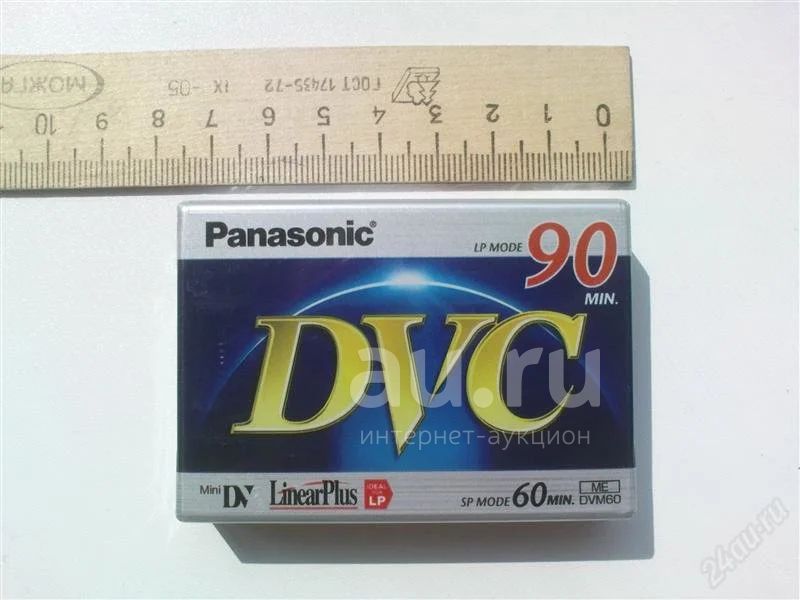 МОЖГА
IX -05
ГОСТ 17435-72
10 9 8 7 6 5 4 3 2 1 0
Panasonic®
LP MODE 90
MIN.
DVC
au.ru
интернет-аукцион
Mini DV LinearPlus IDEAL FOR LP
SP MODE 60 MIN.
ME
DVM60
24au.ru